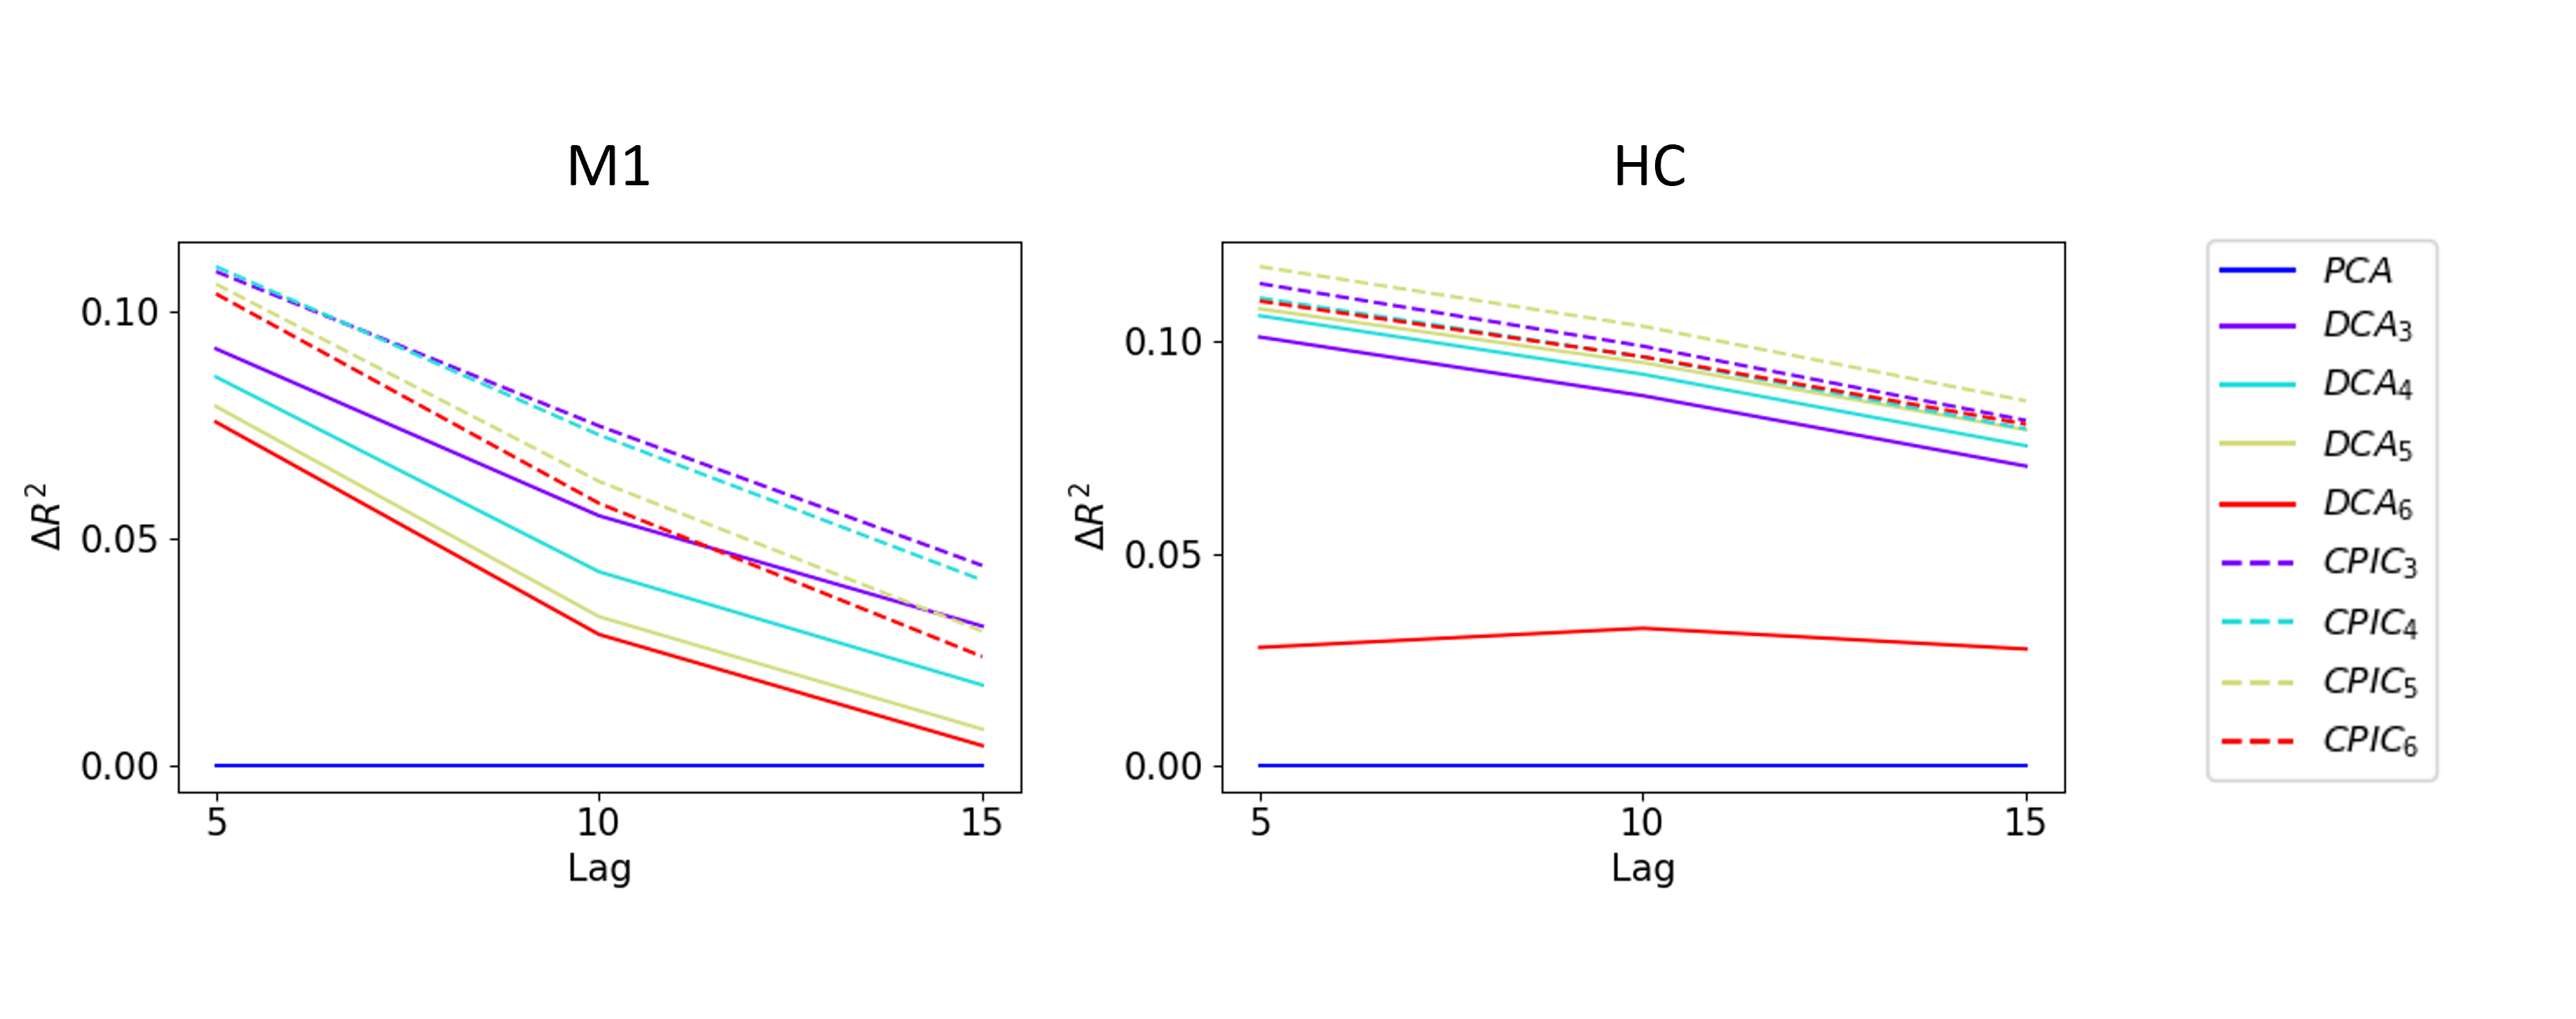 M1
HC
ΔR²
0.10
0.05
0.00
5 10 15
Lag
ΔR²
0.10
0.05
0.00
5 10 15
Lag
PCA
DCA₃
DCA₄
DCA₅
DCA₆
CPIC₃
CPIC₄
CPIC₅
CPIC₆